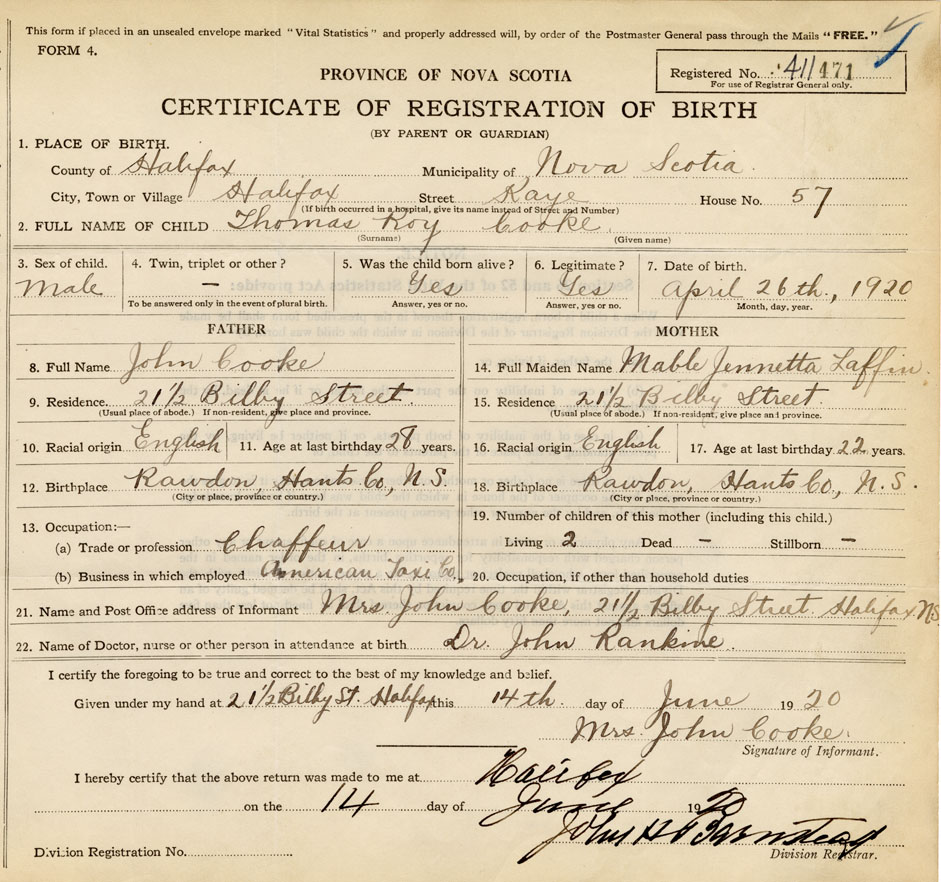 This form if placed in an unsealed envelope marked "Vital Statistics" and properly addressed will, by order of the Postmaster General pass through the Mails "FREE."
FORM 4.
PROVINCE OF NOVA SCOTIA
Registered No. 411471
For use of Registrar General only.
CERTIFICATE OF REGISTRATION OF BIRTH
(BY PARENT OR GUARDIAN)
1. PLACE OF BIRTH.
County of Halifax Municipality of Nova Scotia
City, Town or Village Halifax Street Kaye House No. 57
(If birth occurred in a hospital, give its name instead of Street and Number)
2. FULL NAME OF CHILD Thomas Roy Cooke.
(Surname) (Given name)
3. Sex of child. 4. Twin, triplet or other? 5. Was the child born alive? 6. Legitimate? 7. Date of birth.
Male - Yes Yes April 26th., 1920
To be answered only in the event of plural birth. Answer, yes or no. Answer, yes or no. Month, day, year.
FATHER MOTHER
8. Full Name John Cooke 14. Full Maiden Name Mable Jennetta Laffin.
9. Residence. 21½ Bilby Street. 15. Residence 21½ Bilby Street.
(Usual place of abode.) If non-resident, give place and province. (Usual place of abode.) If non-resident, give place and province.
10. Racial origin English 11. Age at last birthday 28 years. 16. Racial origin English 17. Age at last birthday 22 years.
12. Birthplace Rawdon, Hants Co, N.S. 18. Birthplace Rawdon, Hants Co, N.S.
(City or place, province or country.) (City or place, province or country.)
13. Occupation:— 19. Number of children of this mother (including this child.)
(a) Trade or profession. Chaffeur Living 2 Dead - Stillborn -
(b) Business in which employed American Taxi Co. 20. Occupation, if other than household duties
21. Name and Post Office address of Informant Mrs. John Cooke, 21½ Bilby Street. Halifax. N.S.
22. Name of Doctor, nurse or other person in attendance at birth Dr. John Rankine.
I certify the foregoing to be true and correct to the best of my knowledge and belief.
Given under my hand at 21½ Bilby St. Halifax this 14th. day of June 1920
Mrs. John Cooke.
Signature of Informant.
I hereby certify that the above return was made to me at Halifax
on the 14 day of June 1920
John H Barnstead
Division Registrar.
Division Registration No.